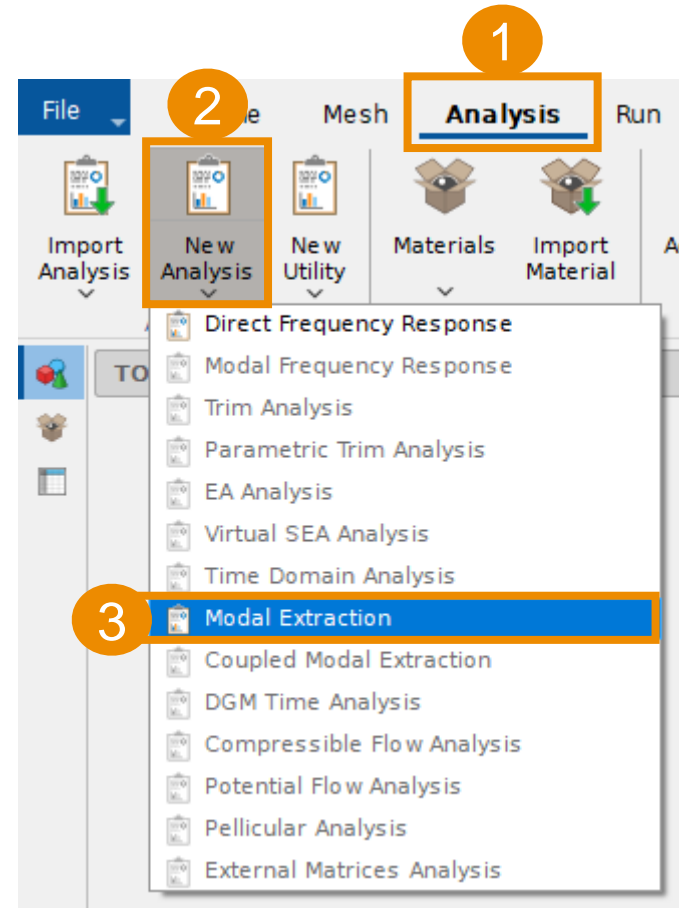 1
2
File
Mesh
Analysis
Run
Import
Analysis
New
Analysis
New
Utility
Materials
Import
Material
TO
Direct Frequency Response
Modal Frequency Response
Trim Analysis
Parametric Trim Analysis
EA Analysis
Virtual SEA Analysis
Time Domain Analysis
3
Modal Extraction
Coupled Modal Extraction
DGM Time Analysis
Compressible Flow Analysis
Potential Flow Analysis
Pellicular Analysis
External Matrices Analysis